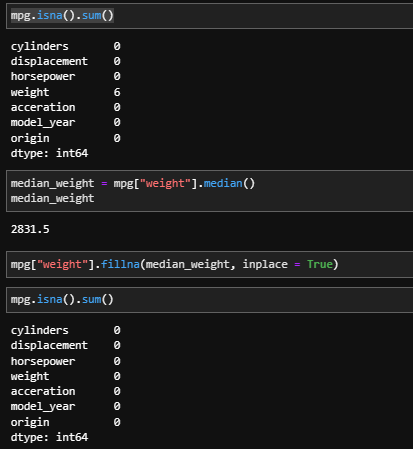 mpg.isna().sum()
cylinders 0
displacement 0
horsepower 0
weight 6
acceration 0
model_year 0
origin 0
dtype: int64
median_weight = mpg["weight"].median()
median_weight
2831.5
mpg["weight"].fillna(median_weight, inplace = True)
mpg.isna().sum()
cylinders 0
displacement 0
horsepower 0
weight 0
acceration 0
model_year 0
origin 0
dtype: int64